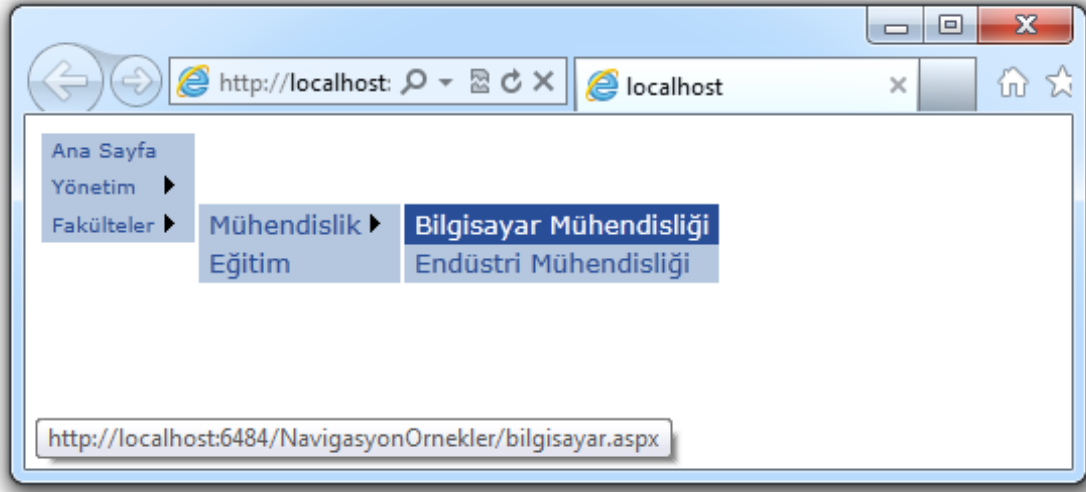 http://localhost:
localhost
Ana Sayfa
Yönetim
Fakülteler
Mühendislik
Bilgisayar Mühendisliği
Eğitim
Endüstri Mühendisliği
http://localhost:6484/NavigasyonOrnekler/bilgisayar.aspx